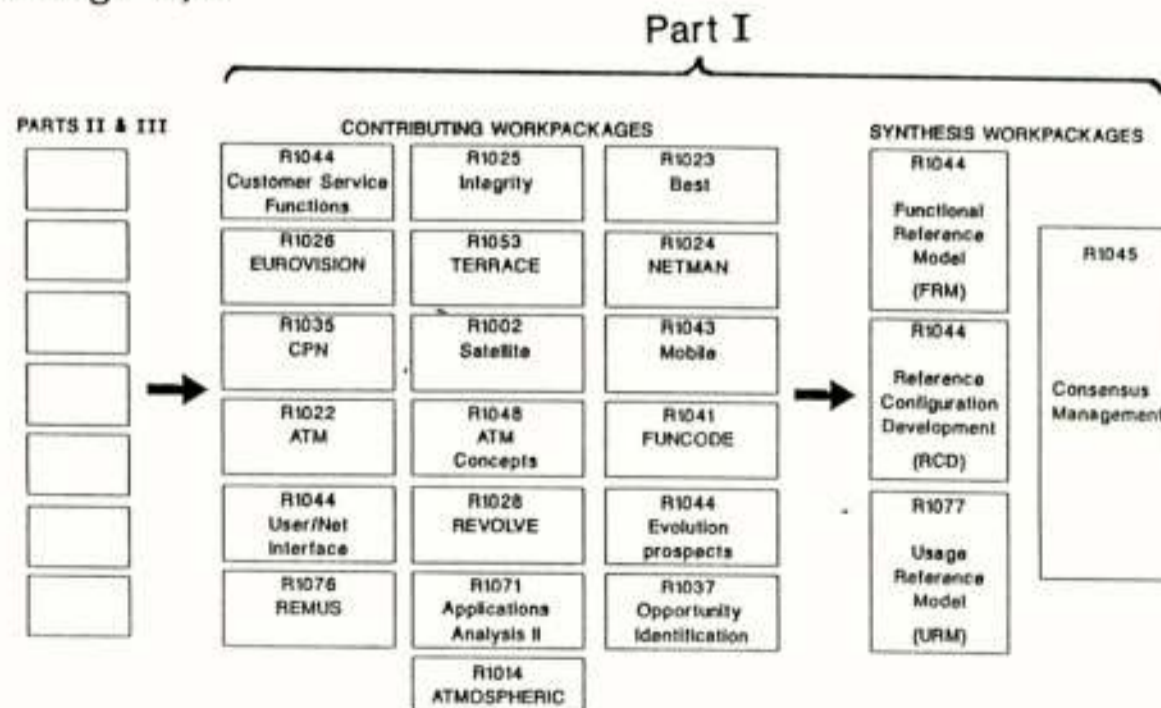 Part I
PARTS II & III
CONTRIBUTING WORKPACKAGES
SYNTHESIS WORKPACKAGES
R1044
Customer Service
Functions
R1025
Integrity
R1023
Best
R1026
EUROVISION
R1053
TERRACE
R1024
NETMAN
R1035
CPN
R1002
Satellite
R1043
Mobile
R1022
ATM
R1048
ATM
Concepts
R1041
FUNCODE
R1044
User/Net
Interface
R1028
REVOLVE
R1044
Evolution
prospects
R1076
REMUS
R1071
Applications
Analysis II
R1037
Opportunity
Identification
R1014
ATMOSPHERIC
R1044
Functional
Reference
Model
(FRM)
R1044
Reference
Configuration
Development
(RCD)
R1077
Usage
Reference
Model
(URM)
R1045
Consensus
Management